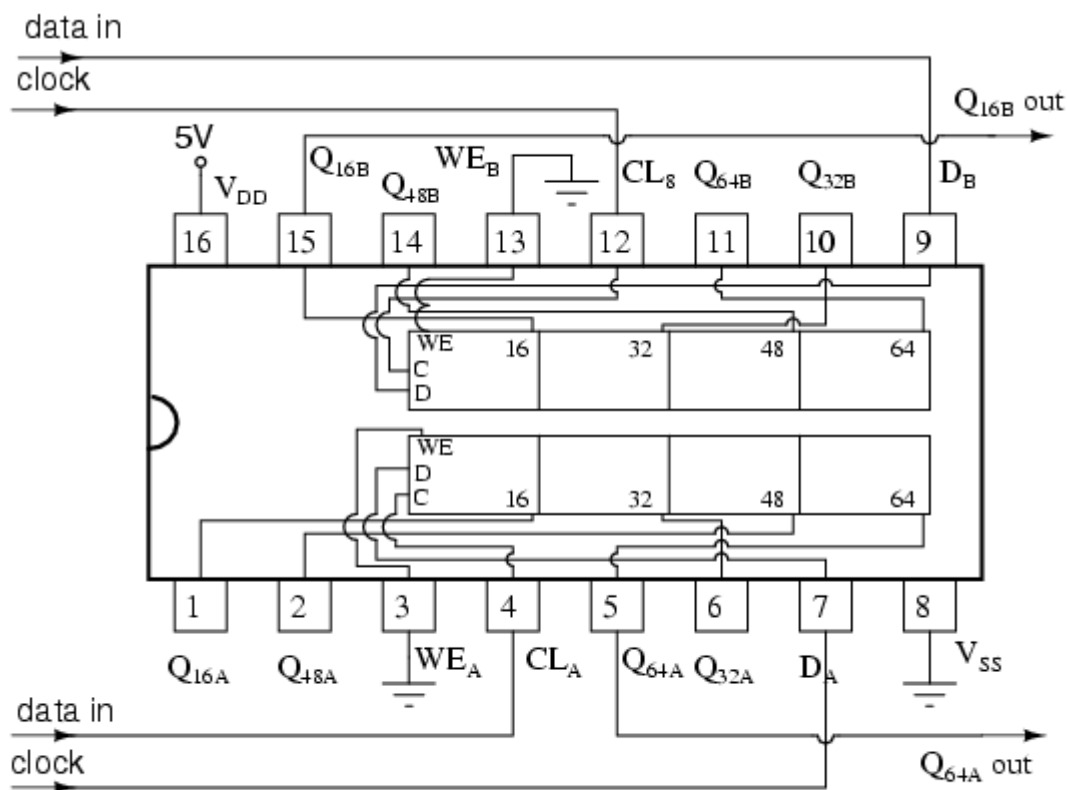 data in
clock
Q16B out
5V
VDD
Q16B
Q48B
WEB
CL8
Q64B
Q32B
DB
16 15 14 13 12 11 10 9
WE 16 32 48 64
C
D
WE
D
C 16 32 48 64
1 2 3 4 5 6 7 8
Q16A
Q48A
WEA
CLA
Q64A
Q32A
DA
VSS
data in
clock
Q64A out